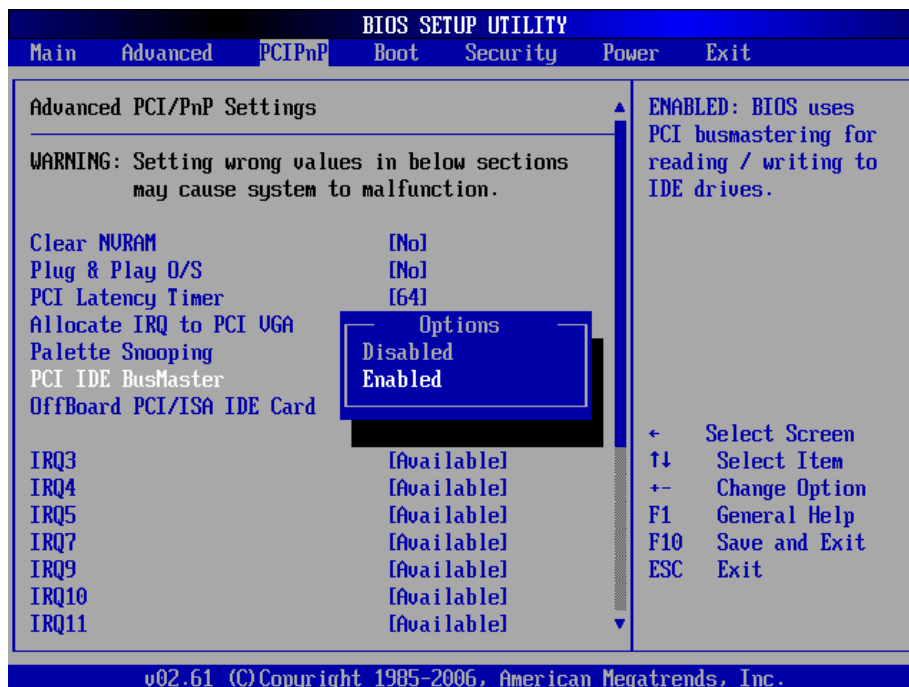 BIOS SETUP UTILITY
Main Advanced PCIPnP Boot Security Power Exit
Advanced PCI/PnP Settings
WARNING: Setting wrong values in below sections
may cause system to malfunction.
Clear NVRAM [No]
Plug & Play O/S [No]
PCI Latency Timer [64]
Allocate IRQ to PCI VGA
Palette Snooping
PCI IDE BusMaster
OffBoard PCI/ISA IDE Card
Options
Disabled
Enabled
IRQ3 [Available]
IRQ4 [Available]
IRQ5 [Available]
IRQ7 [Available]
IRQ9 [Available]
IRQ10 [Available]
IRQ11 [Available]
ENABLED: BIOS uses
PCI busmastering for
reading / writing to
IDE drives.
← Select Screen
↑↓ Select Item
+- Change Option
F1 General Help
F10 Save and Exit
ESC Exit
v02.61 (C)Copyright 1985-2006, American Megatrends, Inc.